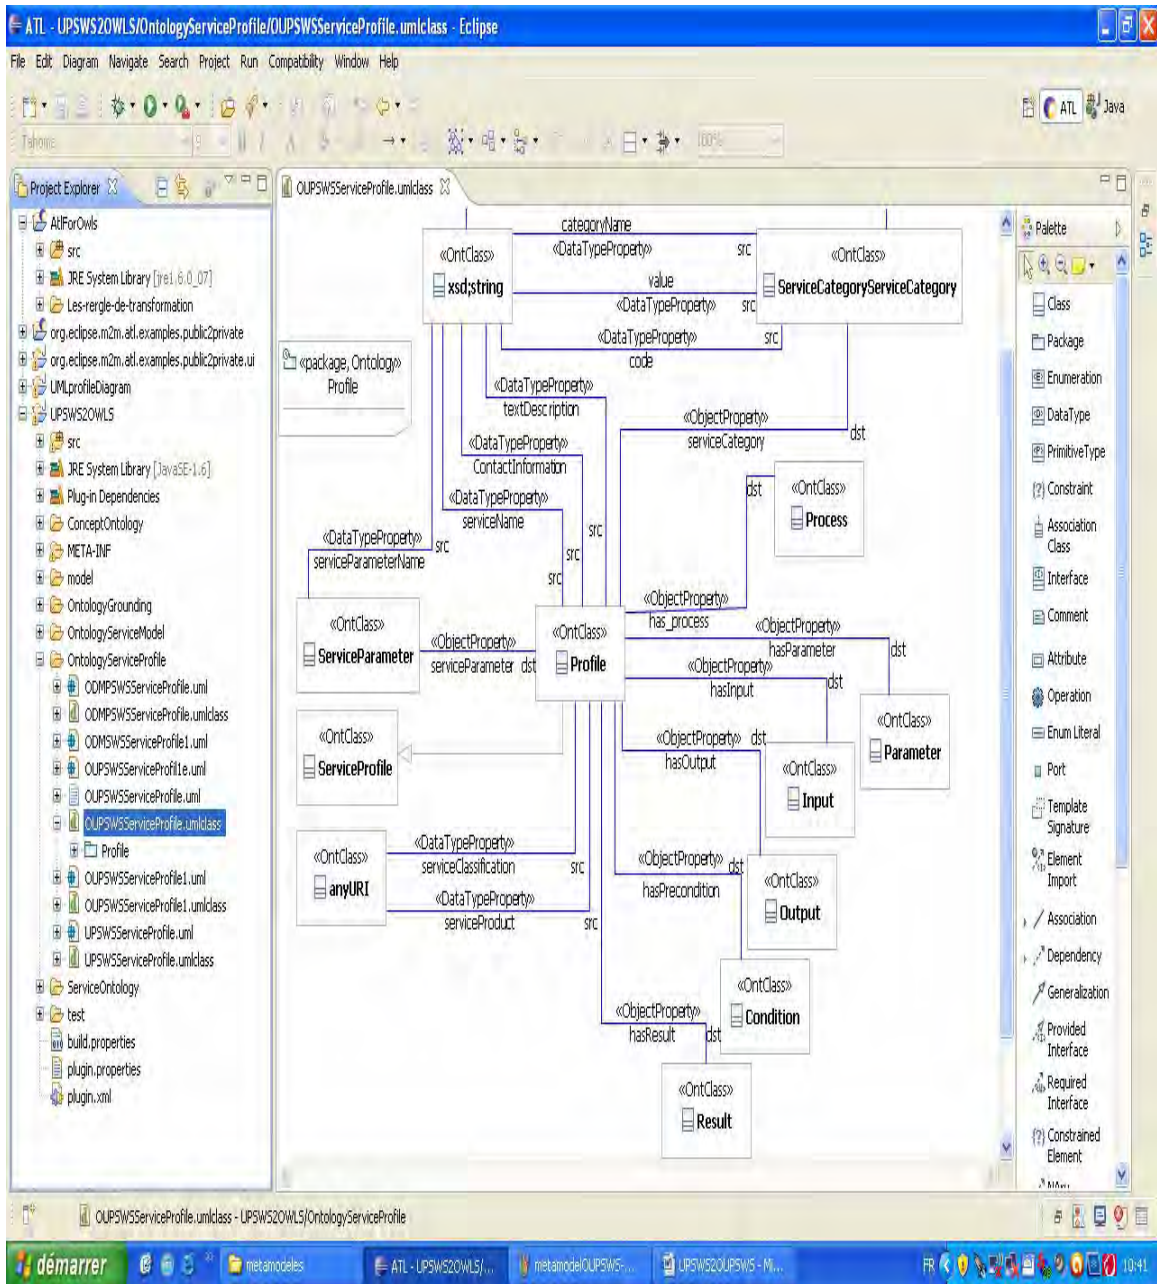 ATL - UPSWS2OWLS/OntologyServiceProfile/OUPSWSServiceProfile.umlclass - Eclipse
File Edit Diagram Navigate Search Project Run Compatibility Window Help
ATL Java
Tahoma 9 100%
Project Explorer
AtlForOwls
src
JRE System Library [jre1.6.0_07]
Les-rergle-de-transformation
org.eclipse.m2m.atl.examples.public2private
org.eclipse.m2m.atl.examples.public2private.ui
UMLprofileDiagram
UPSWS2OWLS
src
JRE System Library [JavaSE-1.6]
Plug-in Dependencies
ConceptOntology
META-INF
model
OntologyGrounding
OntologyServiceModel
OntologyServiceProfile
ODMPSWSServiceProfile.uml
ODMPSWSServiceProfile.umlclass
ODMSWSServiceProfile1.uml
OUPSWSServiceProfil1e.uml
OUPSWSServiceProfile.uml
OUPSWSServiceProfile.umlclass
Profile
OUPSWSServiceProfile1.uml
OUPSWSServiceProfile1.umlclass
UPSWSServiceProfile.uml
UPSWSServiceProfile.umlclass
ServiceOntology
test
build.properties
plugin.properties
plugin.xml
OUPSWSServiceProfile.umlclass
categoryName
«OntClass»
xsd;string
«DataTypeProperty» src
«OntClass»
ServiceCategoryServiceCategory
value
«DataTypeProperty» src
«DataTypeProperty» src
code
«package, Ontology»
Profile
«DataTypeProperty»
textDescription
«ObjectProperty»
serviceCategory
dst
«DataTypeProperty»
ContactInformation
«DataTypeProperty»
serviceName
src
dst
«OntClass»
Process
«DataTypeProperty»
serviceParameterName
src
src
src
«ObjectProperty»
has_process
«OntClass»
ServiceParameter
«ObjectProperty»
serviceParameter dst
«OntClass»
Profile
«ObjectProperty»
hasParameter
dst
«ObjectProperty»
hasInput
dst
«OntClass»
Parameter
«OntClass»
ServiceProfile
«ObjectProperty» dst
hasOutput
«OntClass»
Input
«OntClass»
anyURI
«DataTypeProperty»
serviceClassification src
«DataTypeProperty»
serviceProduct src
«ObjectProperty»
hasPrecondition
dst
«OntClass»
Output
«OntClass»
Condition
«ObjectProperty»
hasResult dst
«OntClass»
Result
Palette
Class
Package
Enumeration
DataType
PrimitiveType
Constraint
Association
Class
Interface
Comment
Attribute
Operation
Enum Literal
Port
Template
Signature
Element
Import
Association
Dependency
Generalization
Provided
Interface
Required
Interface
Constrained
Element
OUPSWSServiceProfile.umlclass - UPSWS2OWLS/OntologyServiceProfile
démarrer
metamodeles
ATL - UPSWS2OWLS/...
metamodelOUPSWS-...
UPSWS2OUPSWS - Mi...
FR
10:41